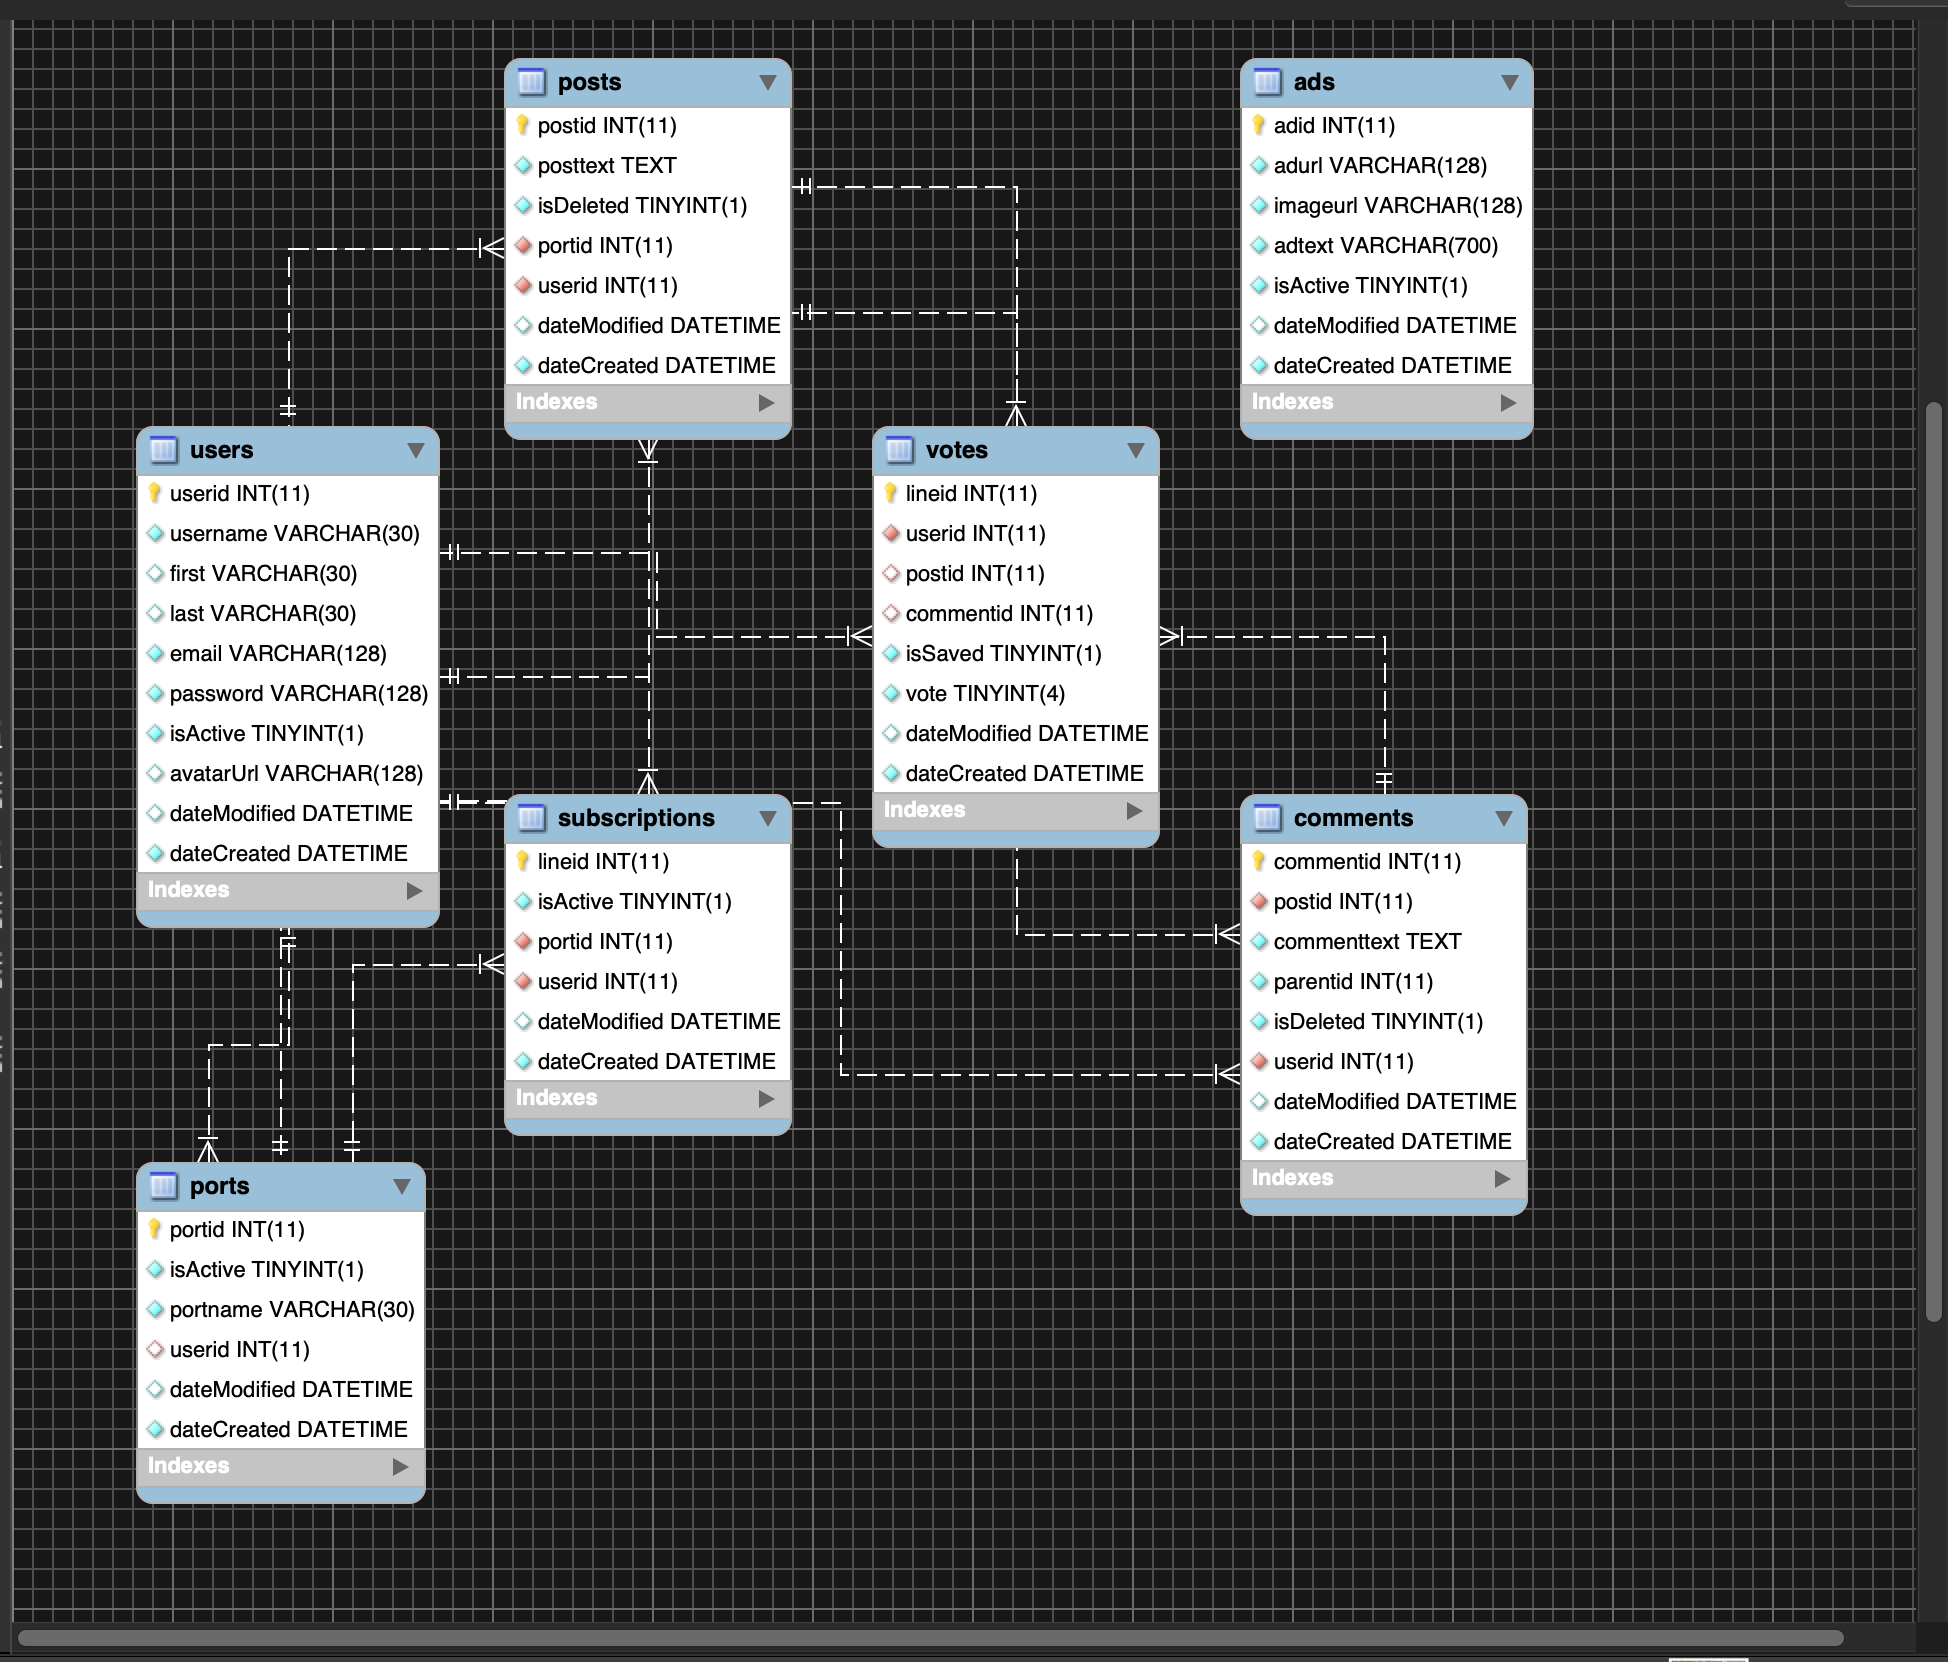 posts
postid INT(11)
posttext TEXT
isDeleted TINYINT(1)
portid INT(11)
userid INT(11)
dateModified DATETIME
dateCreated DATETIME
Indexes
ads
adid INT(11)
adurl VARCHAR(128)
imageurl VARCHAR(128)
adtext VARCHAR(700)
isActive TINYINT(1)
dateModified DATETIME
dateCreated DATETIME
Indexes
users
userid INT(11)
username VARCHAR(30)
first VARCHAR(30)
last VARCHAR(30)
email VARCHAR(128)
password VARCHAR(128)
isActive TINYINT(1)
avatarUrl VARCHAR(128)
dateModified DATETIME
dateCreated DATETIME
Indexes
votes
lineid INT(11)
userid INT(11)
postid INT(11)
commentid INT(11)
isSaved TINYINT(1)
vote TINYINT(4)
dateModified DATETIME
dateCreated DATETIME
Indexes
subscriptions
lineid INT(11)
isActive TINYINT(1)
portid INT(11)
userid INT(11)
dateModified DATETIME
dateCreated DATETIME
Indexes
comments
commentid INT(11)
postid INT(11)
commenttext TEXT
parentid INT(11)
isDeleted TINYINT(1)
userid INT(11)
dateModified DATETIME
dateCreated DATETIME
Indexes
ports
portid INT(11)
isActive TINYINT(1)
portname VARCHAR(30)
userid INT(11)
dateModified DATETIME
dateCreated DATETIME
Indexes